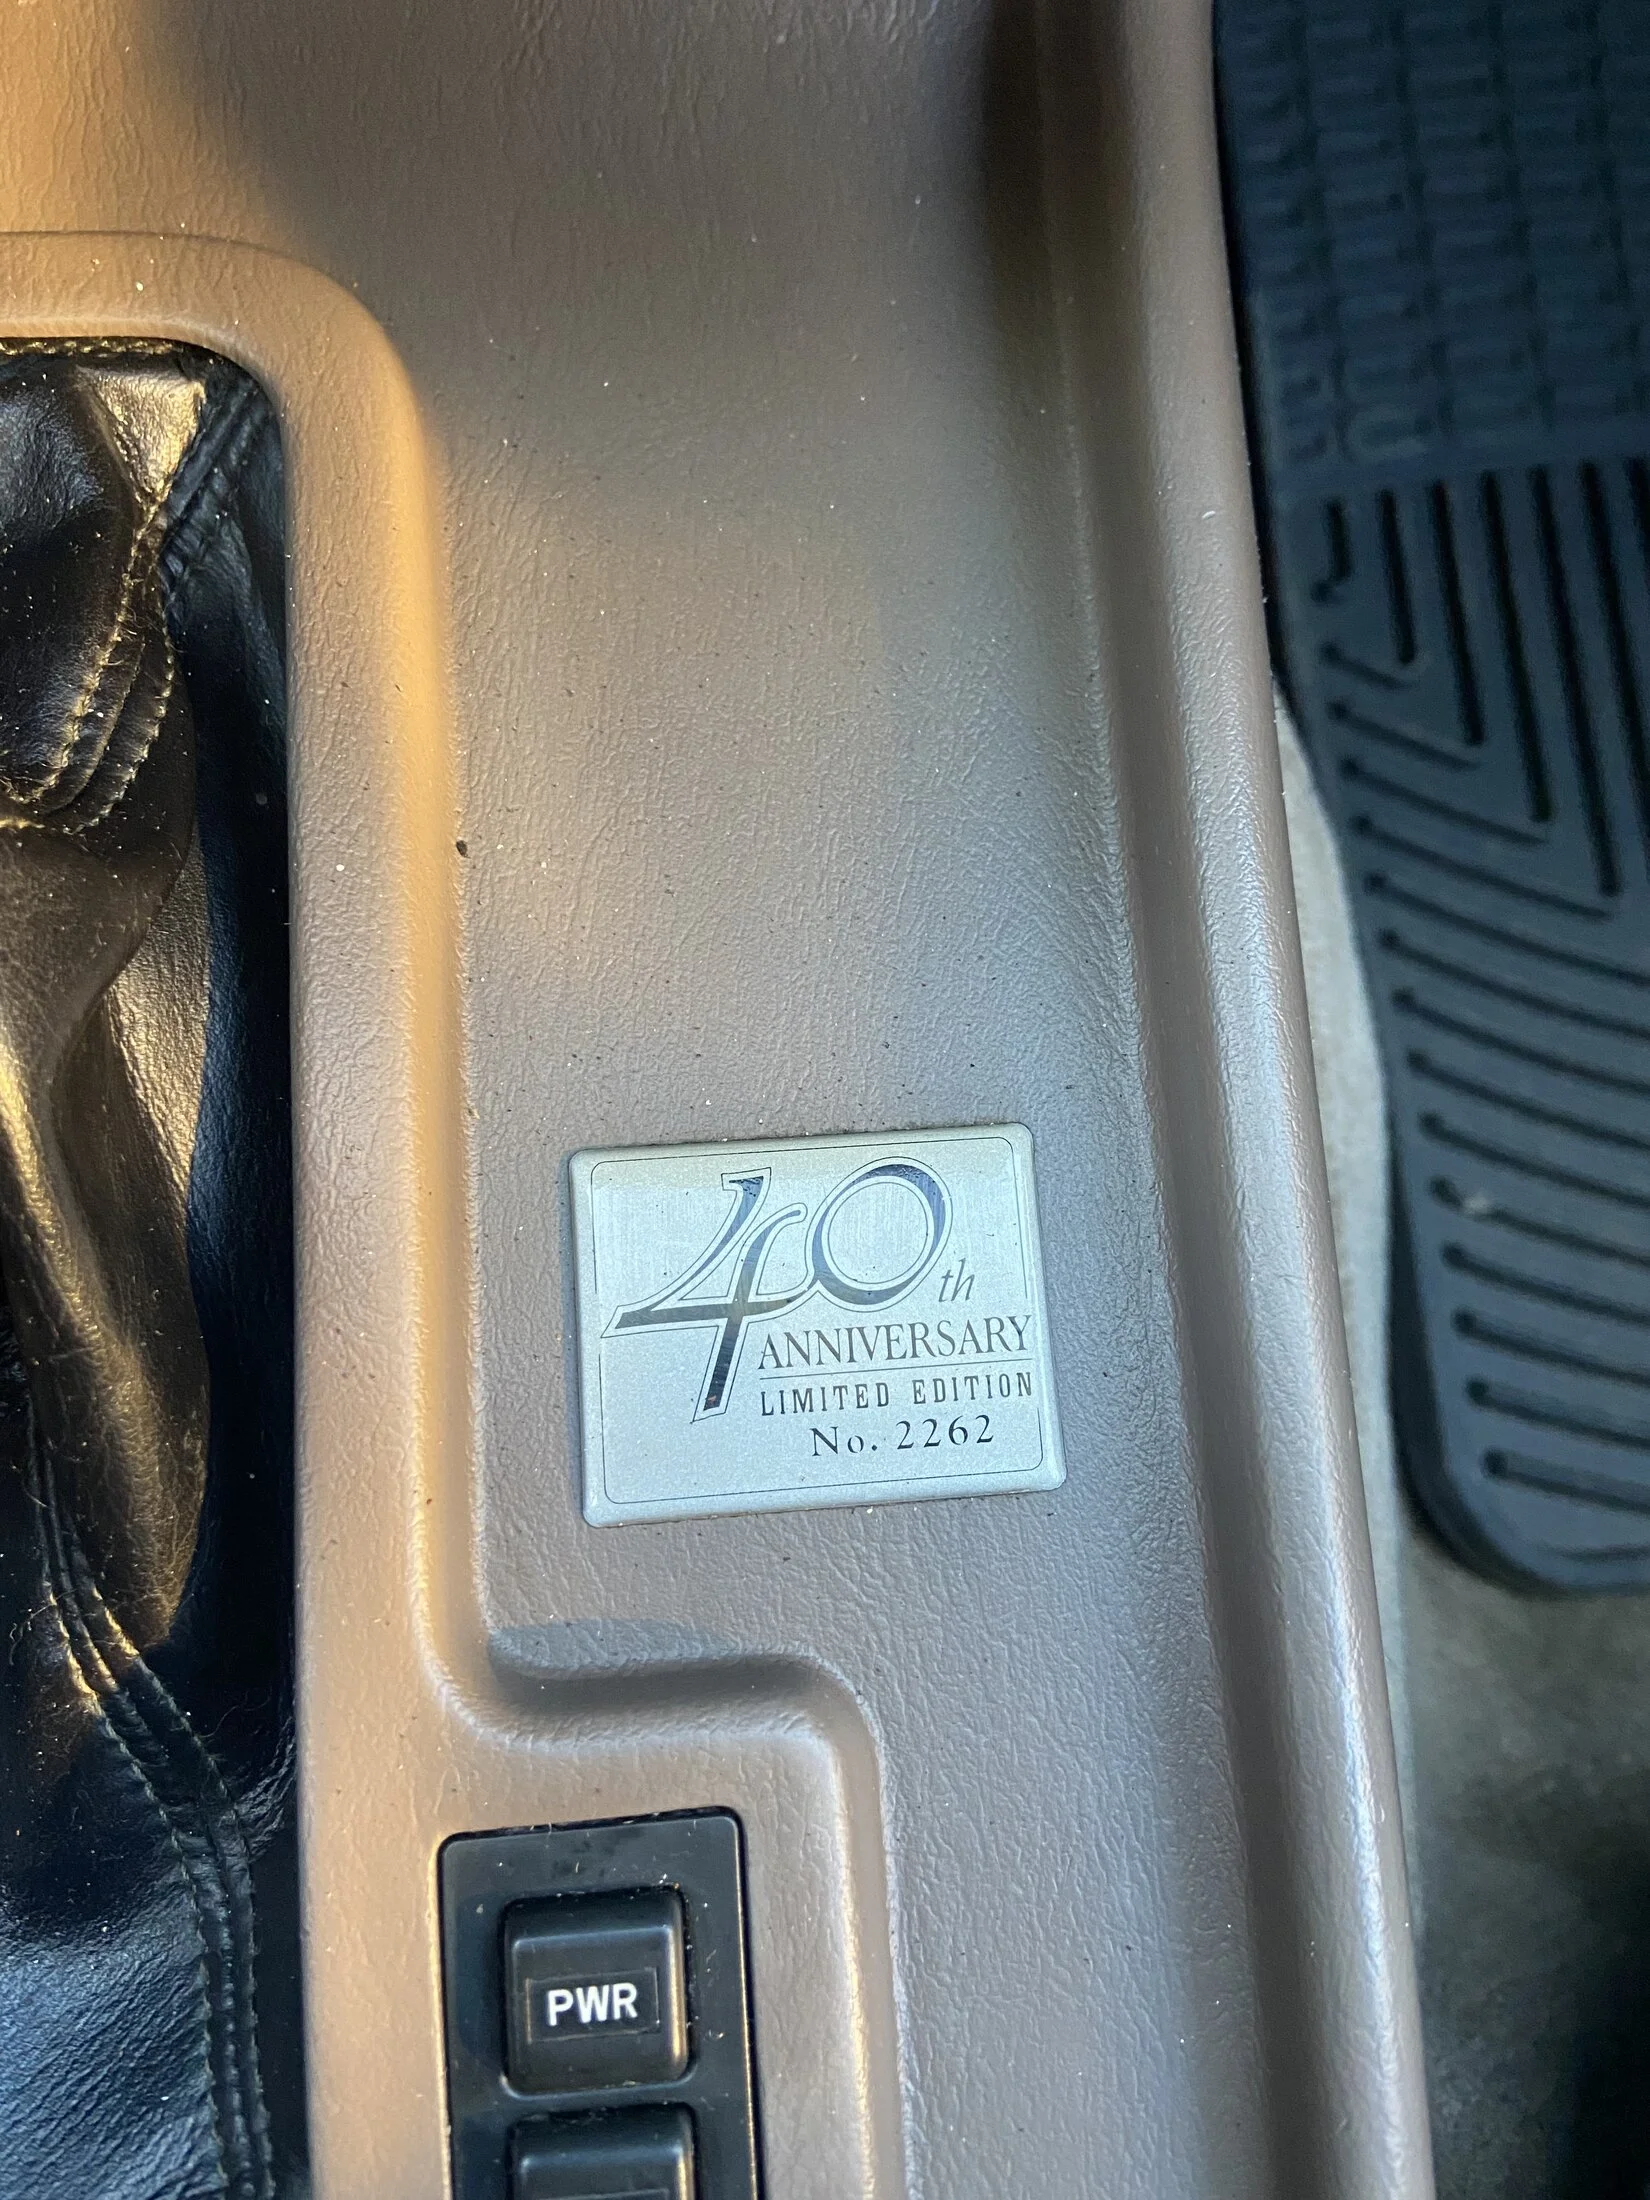 40th
ANNIVERSARY
LIMITED EDITION
No. 2262
PWR